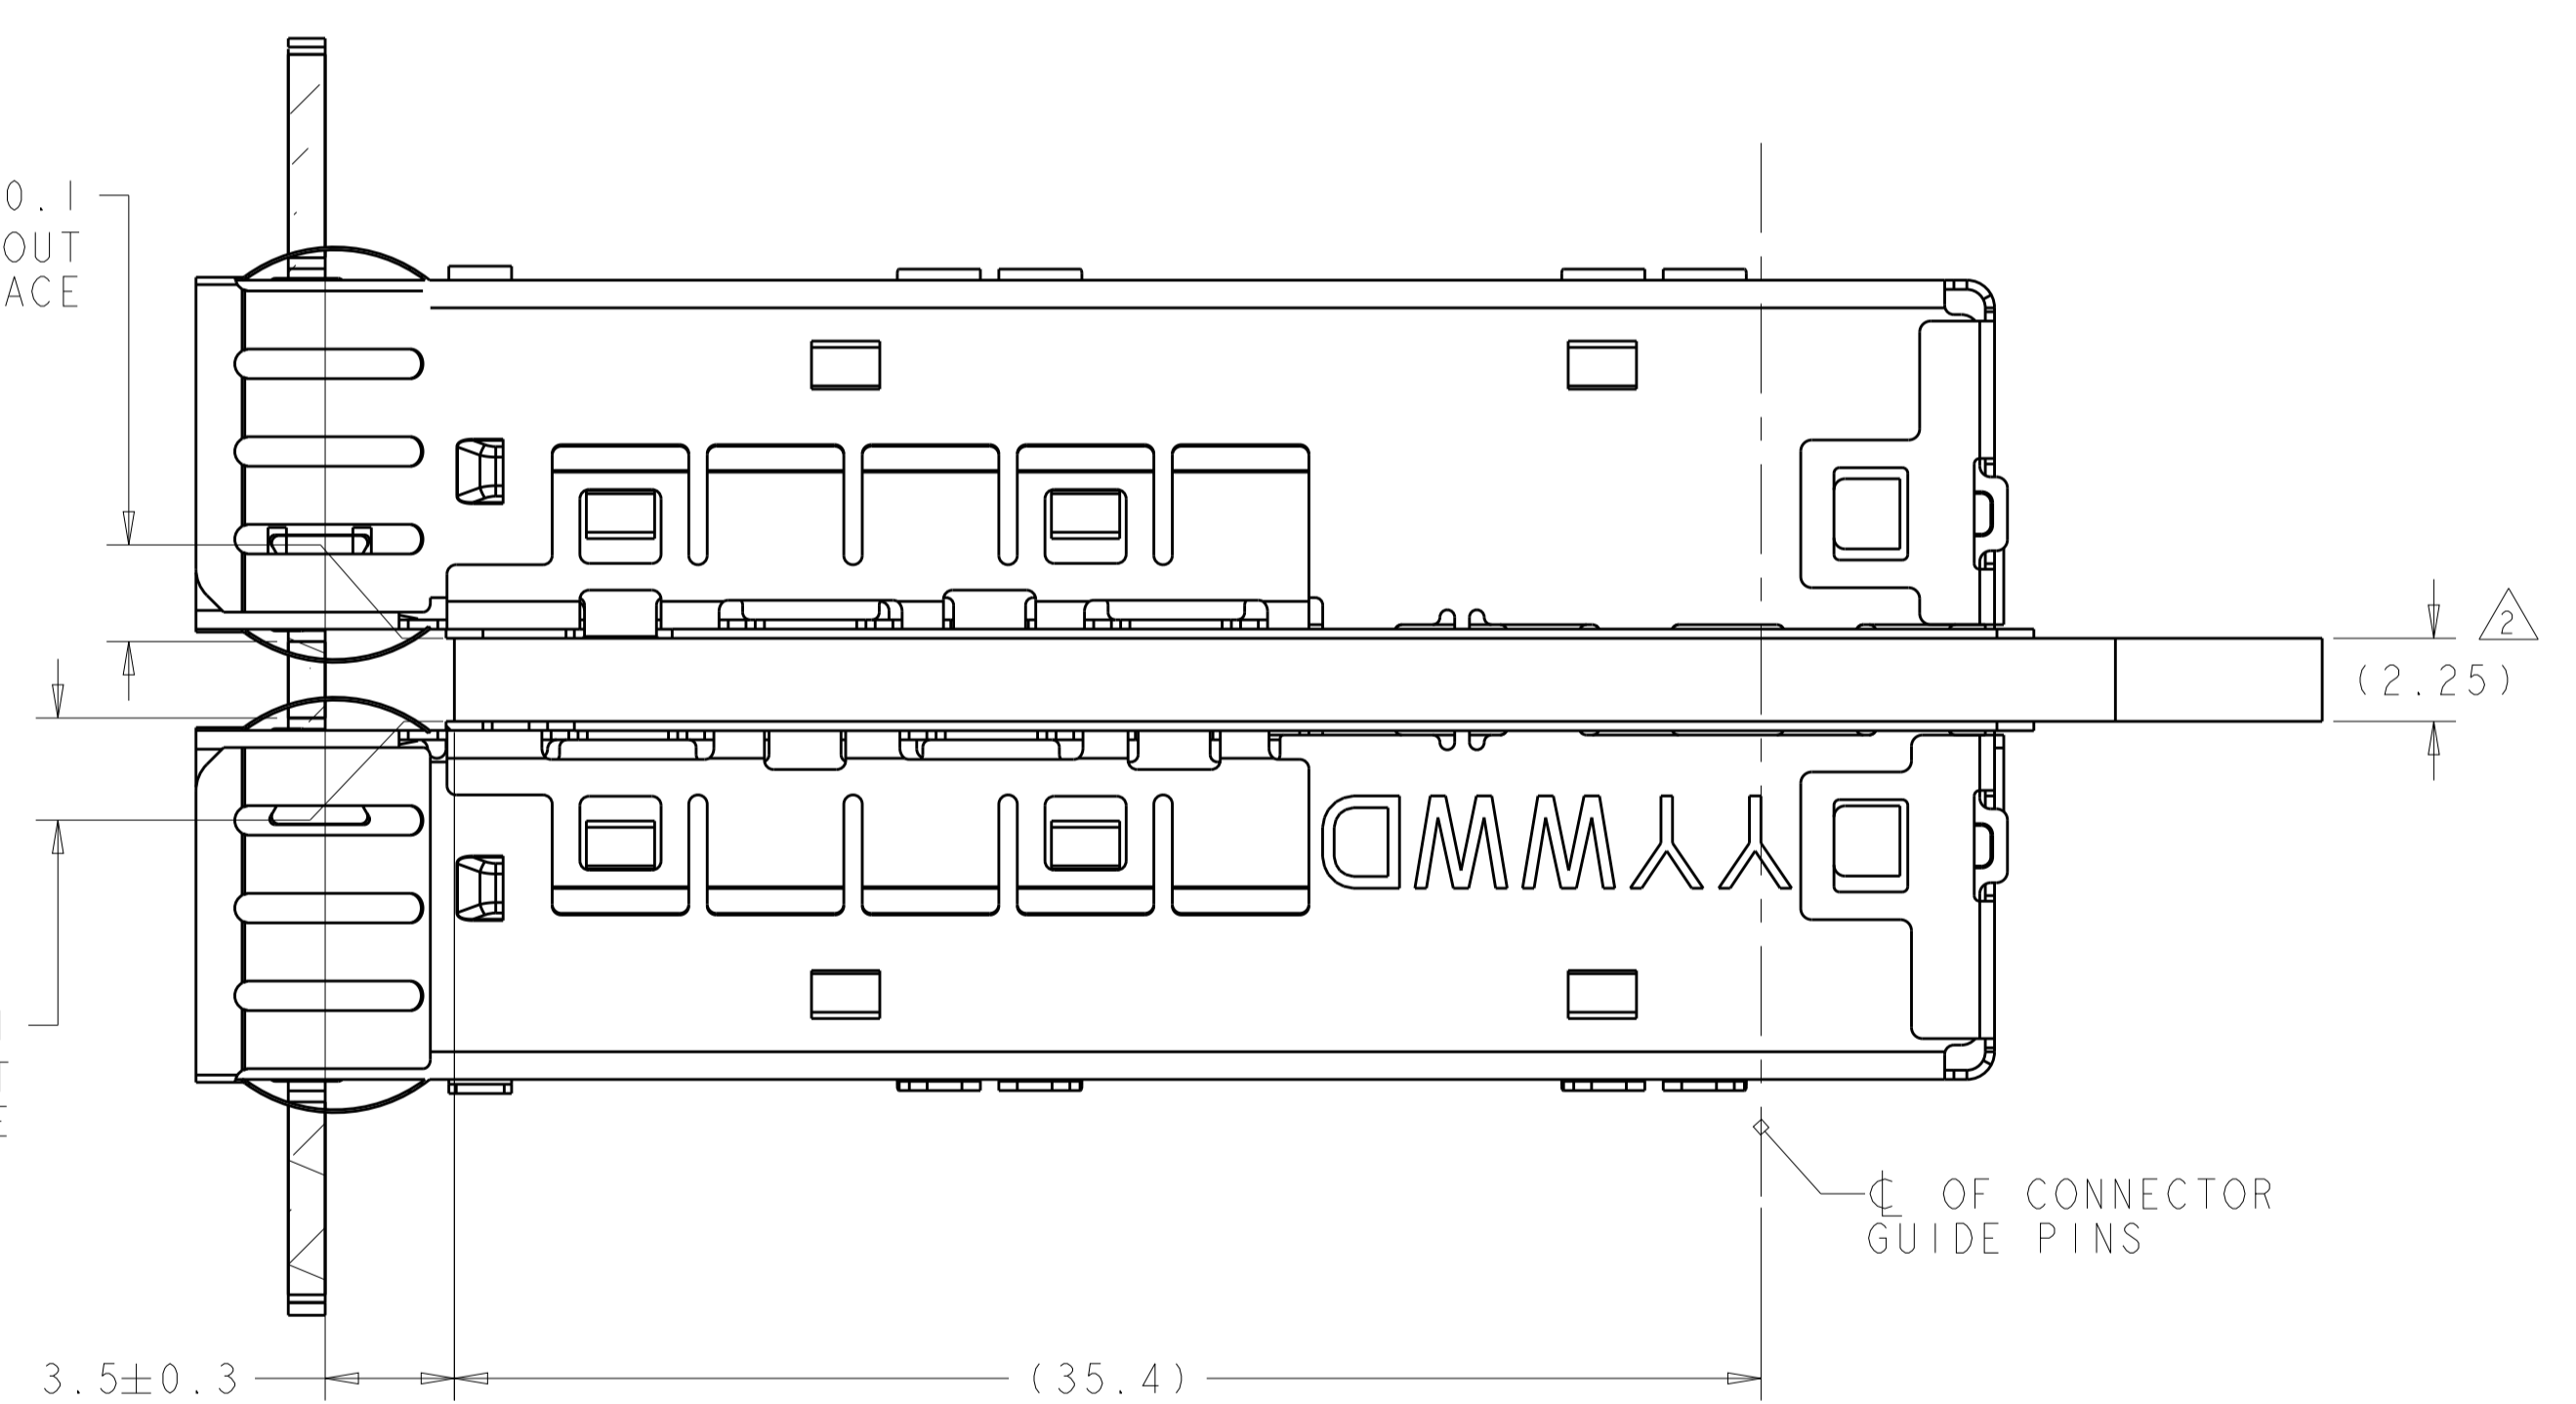 0.1
OUT
ACE
2
(2.25)
YYWWD
℄ OF CONNECTOR
GUIDE PINS
3.5±0.3
(35.4)